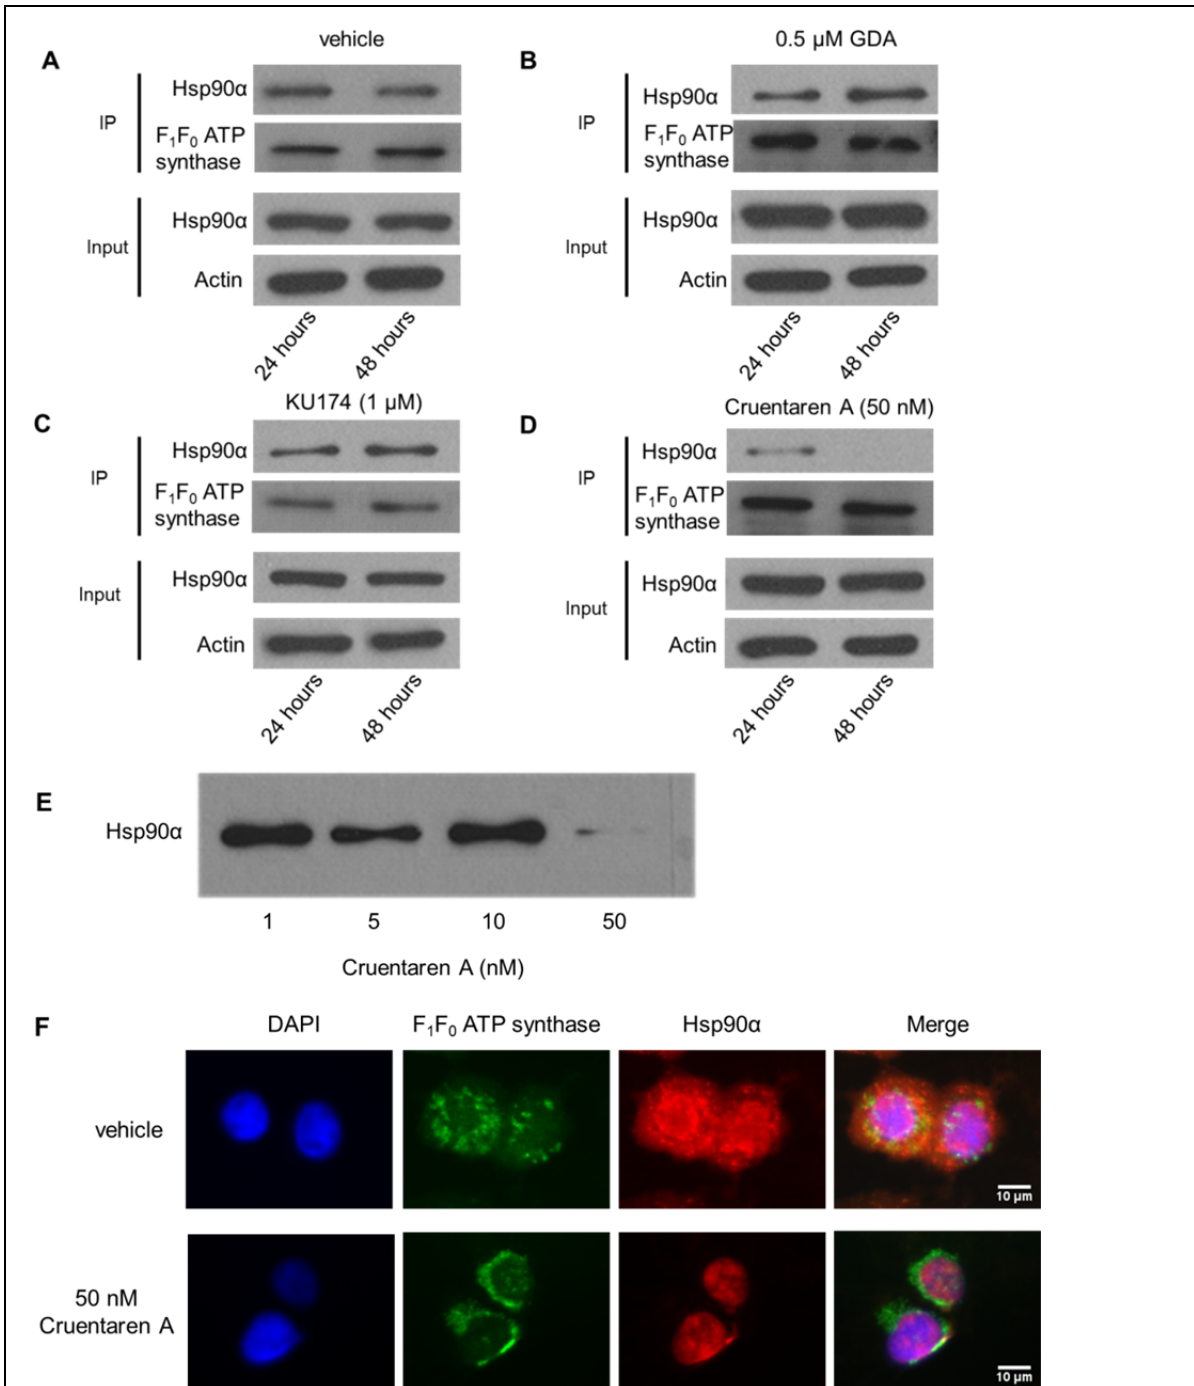 A
vehicle
IP
Hsp90α
F₁F₀ ATP
synthase
Input
Hsp90α
Actin
24 hours
48 hours
B
0.5 µM GDA
IP
Hsp90α
F₁F₀ ATP
synthase
Input
Hsp90α
Actin
24 hours
48 hours
C
KU174 (1 µM)
IP
Hsp90α
F₁F₀ ATP
synthase
Input
Hsp90α
Actin
24 hours
48 hours
D
Cruentaren A (50 nM)
IP
Hsp90α
F₁F₀ ATP
synthase
Input
Hsp90α
Actin
24 hours
48 hours
E
Hsp90α
1 5 10 50
Cruentaren A (nM)
F
DAPI F₁F₀ ATP synthase Hsp90α Merge
vehicle
10 µm
50 nM
Cruentaren A
10 µm